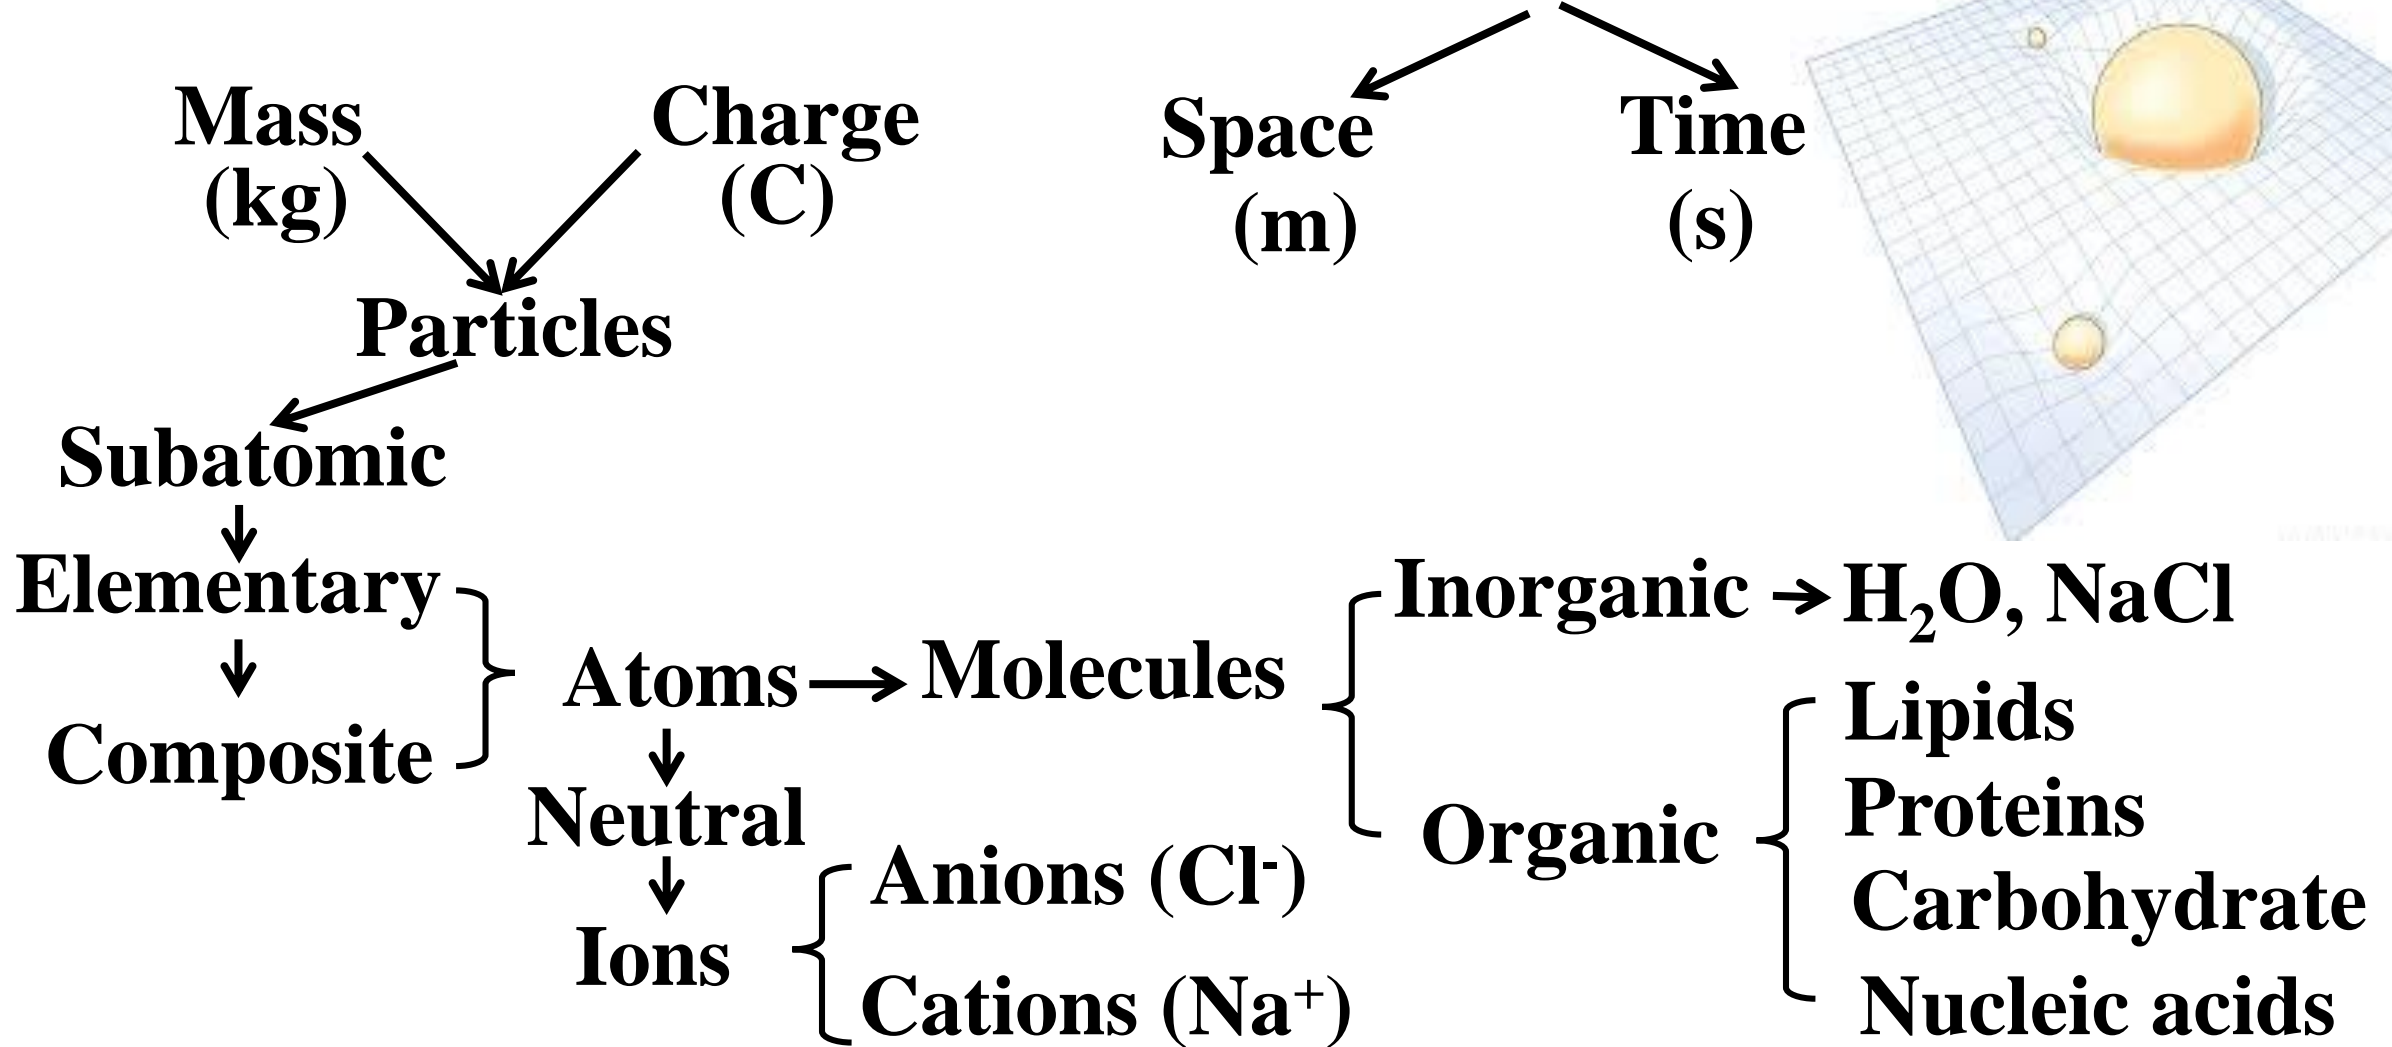 Mass
(kg)
Charge
(C)
Space
(m)
Time
(s)
Particles
Subatomic
Elementary
Composite
Atoms
Molecules
Neutral
Ions
Anions (Cl⁻)
Cations (Na⁺)
Inorganic
H₂O, NaCl
Organic
Lipids
Proteins
Carbohydrate
Nucleic acids